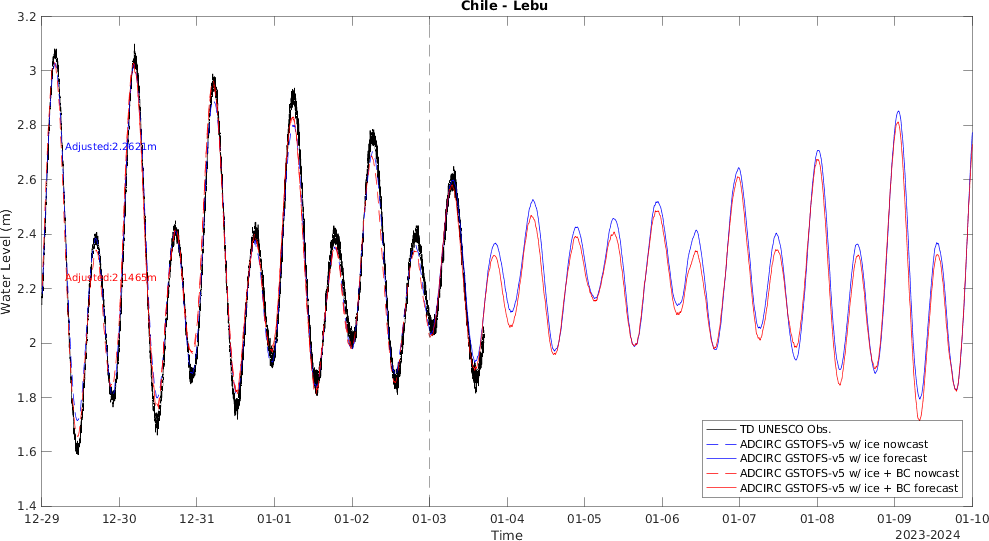 Chile - Lebu
3.2
3
2.8
2.6
2.4
2.2
2
1.8
1.6
1.4
Water Level (m)
Adjusted:2.2621m
Adjusted:2.1465m
TD UNESCO Obs.
ADCIRC GSTOFS-v5 w/ ice nowcast
ADCIRC GSTOFS-v5 w/ ice forecast
ADCIRC GSTOFS-v5 w/ ice + BC nowcast
ADCIRC GSTOFS-v5 w/ ice + BC forecast
12-29 12-30 12-31 01-01 01-02 01-03 01-04 01-05 01-06 01-07 01-08 01-09 01-10
Time
2023-2024